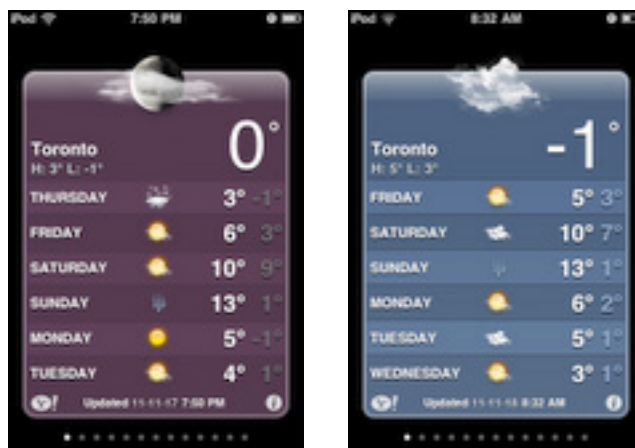 iPod 7:50 PM
0°
Toronto
H: 3° L: -1°
THURSDAY 3° -1°
FRIDAY 6° 3°
SATURDAY 10° 9°
SUNDAY 13° 1°
MONDAY 5° -1°
TUESDAY 4° 1°
Y! Updated 11-11-17 7:50 PM
iPod 8:32 AM
-1°
Toronto
H: 5° L: 3°
FRIDAY 5° 3°
SATURDAY 10° 7°
SUNDAY 13° 1°
MONDAY 6° 2°
TUESDAY 5° 1°
WEDNESDAY 3° 1°
Y! Updated 11-11-18 8:32 AM